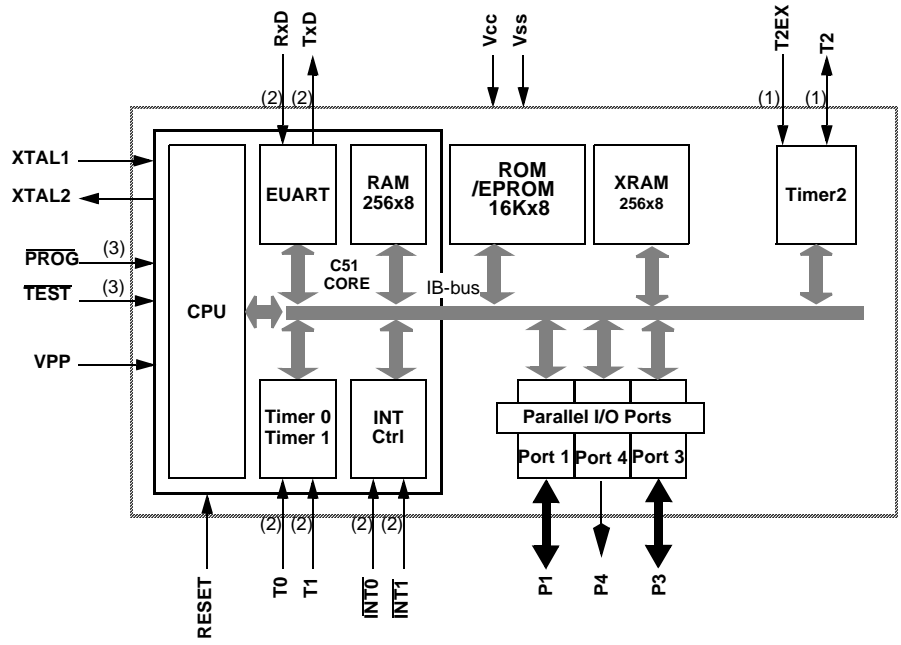 RxD
TxD
Vcc
Vss
T2EX
T2
(2)
(2)
(1)
(1)
XTAL1
XTAL2
PROG
(3)
TEST
(3)
VPP
CPU
EUART
RAM
256x8
ROM
/EPROM
16Kx8
XRAM
256x8
Timer2
C51
CORE
IB-bus
Timer 0
Timer 1
INT
Ctrl
Parallel I/O Ports
Port 1
Port 4
Port 3
(2)
(2)
(2)
(2)
RESET
T0
T1
INT0
INT1
P1
P4
P3